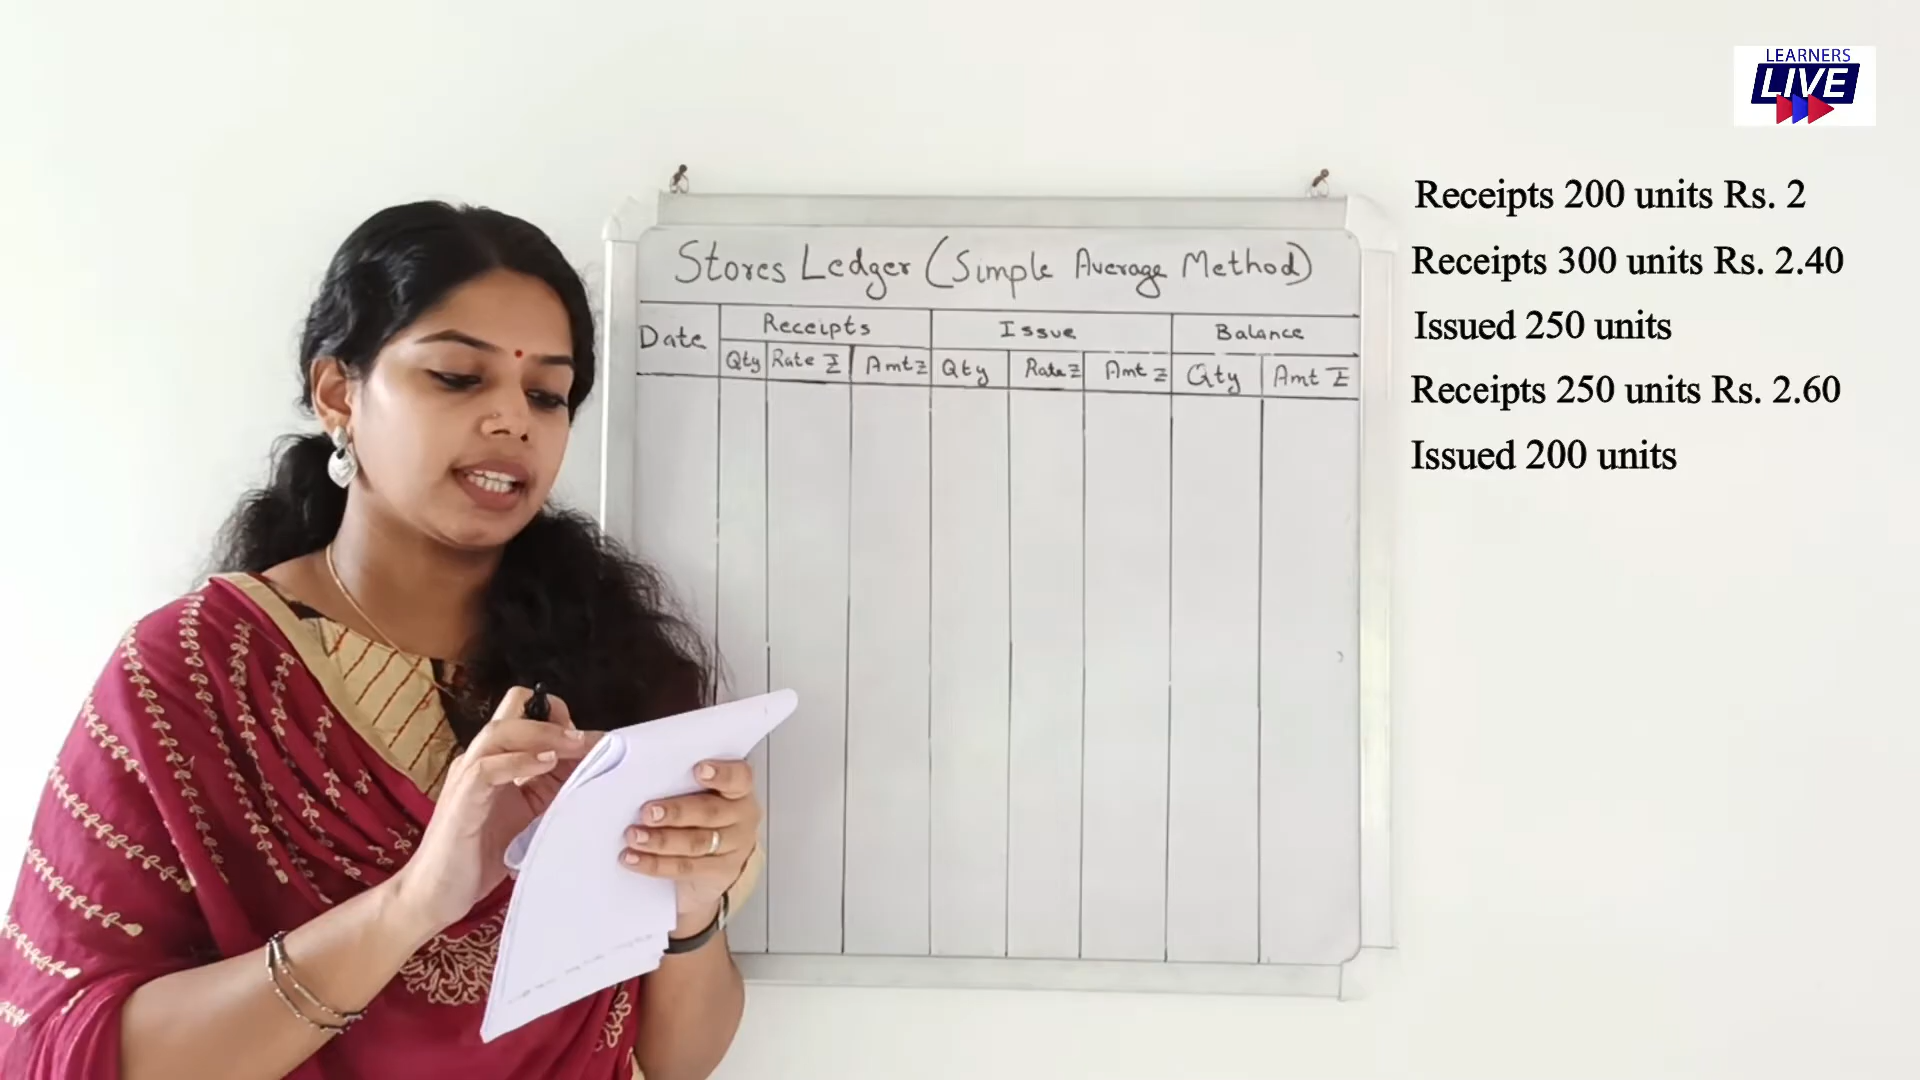 LEARNERS
LIVE
Receipts 200 units Rs. 2
Receipts 300 units Rs. 2.40
Issued 250 units
Receipts 250 units Rs. 2.60
Issued 200 units
Stores Ledger (Simple Average Method)
Date Receipts Issue Balance
Qty Rate ₹ Amt ₹ Qty Rate ₹ Amt ₹ Qty Amt ₹